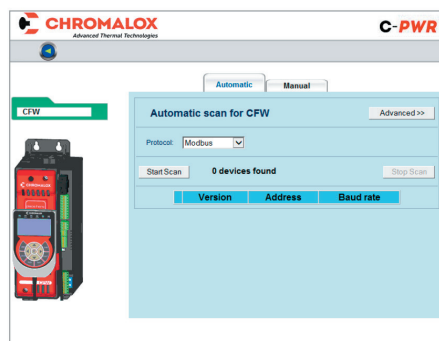 CHROMALOX
Advanced Thermal Technologies
C-PWR
Automatic
Manual
CFW
Automatic scan for CFW
Advanced >>
Protocol:
Modbus
Start Scan
0 devices found
Stop Scan
Version
Address
Baud rate
CHROMALOX